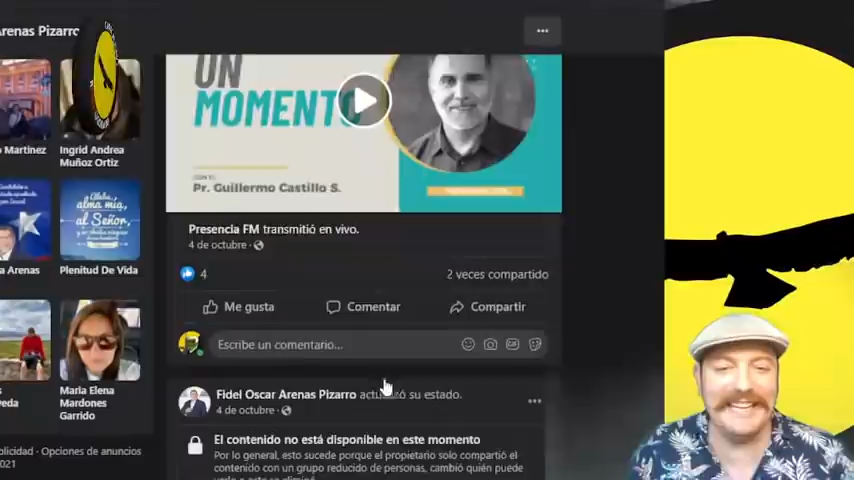 Arenas Pizarro
UN
MOMENTO
CON EL
Pr. Guillermo Castillo S.
Martinez
Ingrid Andrea
Muñoz Ortiz
Presencia FM transmitió en vivo.
4 de octubre
4
2 veces compartido
Arenas
Plenitud De Vida
Me gusta
Comentar
Compartir
Escribe un comentario...
Maria Elena
Mardones
Garrido
Fidel Oscar Arenas Pizarro actualizó su estado.
4 de octubre
El contenido no está disponible en este momento
Por lo general, esto sucede porque el propietario solo compartió el
contenido con un grupo reducido de personas, cambió quién puede
Opciones de anuncios
2021